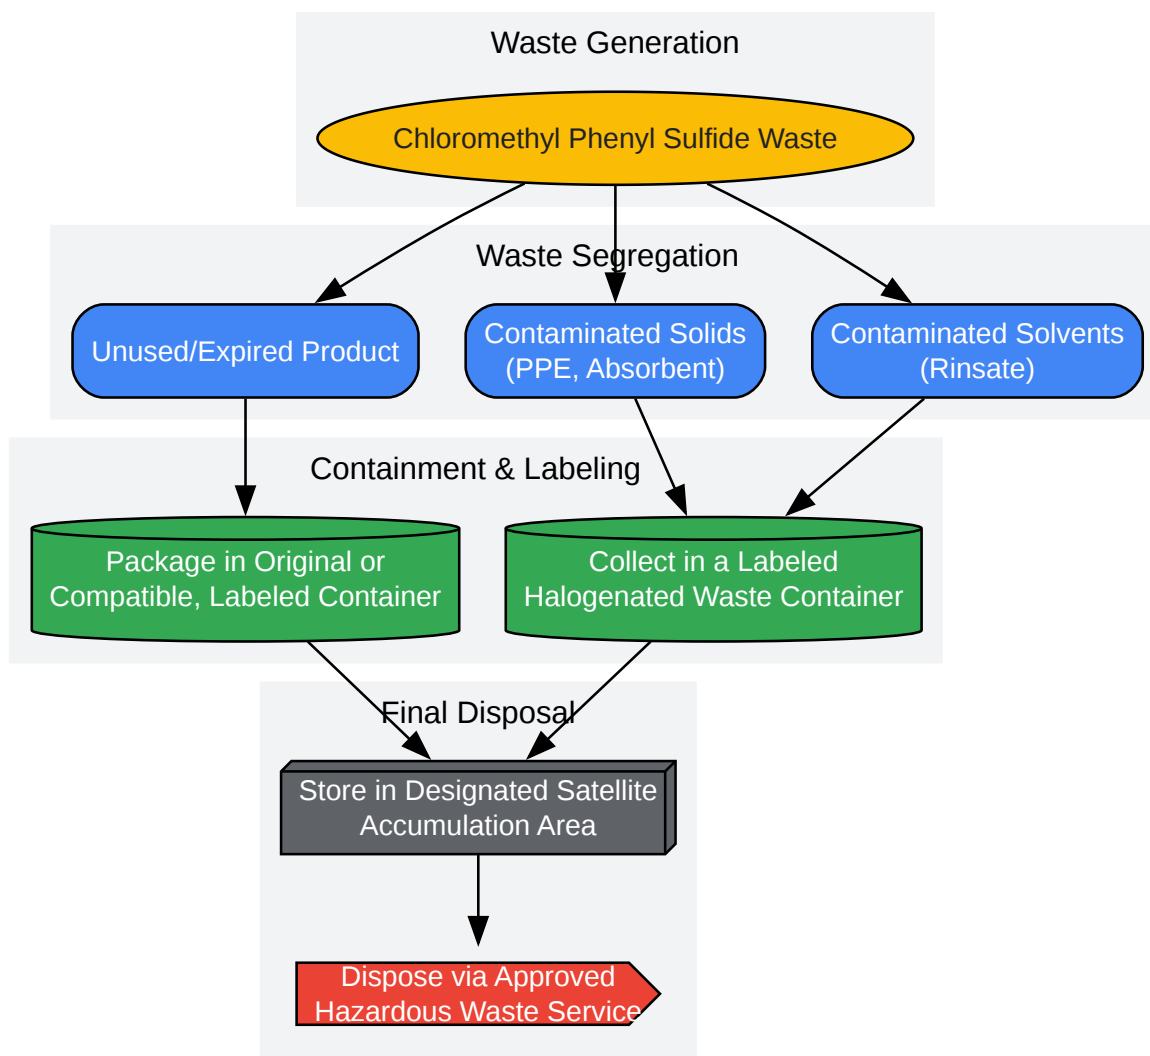 Waste Generation
Chloromethyl Phenyl Sulfide Waste
Waste Segregation
Unused/Expired Product
Contaminated Solids
(PPE, Absorbent)
Contaminated Solvents
(Rinsate)
Containment & Labeling
Package in Original or
Compatible, Labeled Container
Collect in a Labeled
Halogenated Waste Container
Final Disposal
Store in Designated Satellite
Accumulation Area
Dispose via Approved
Hazardous Waste Service